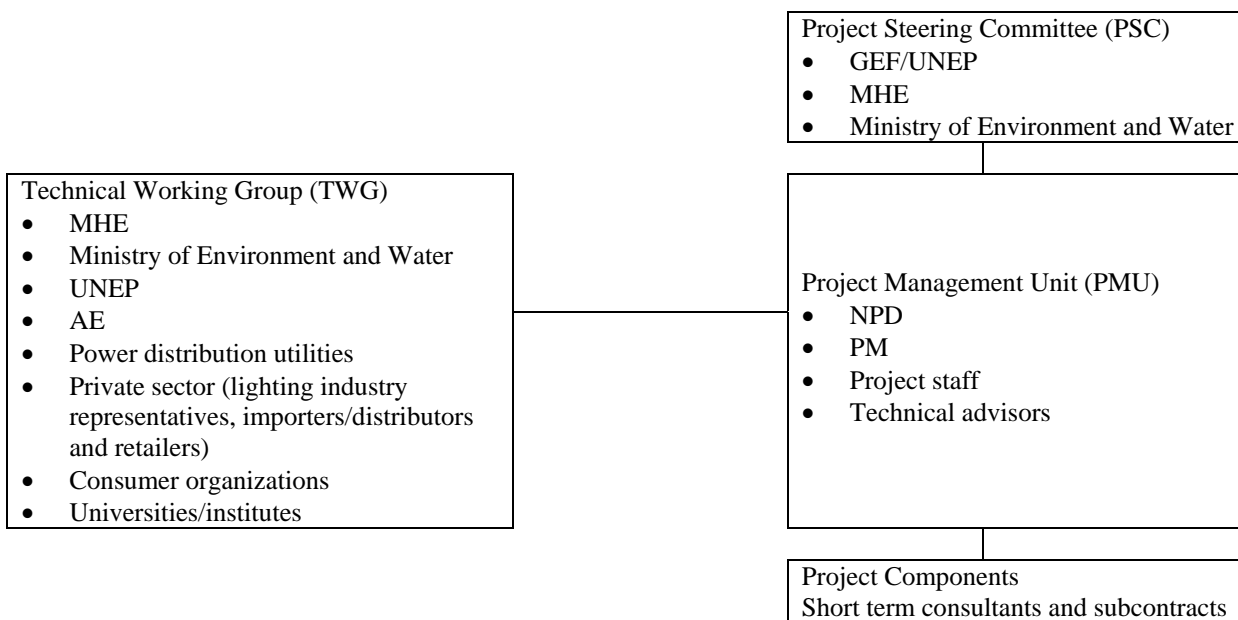 Project Steering Committee (PSC)
• GEF/UNEP
• MHE
• Ministry of Environment and Water
Technical Working Group (TWG)
• MHE
• Ministry of Environment and Water
• UNEP
• AE
• Power distribution utilities
• Private sector (lighting industry
representatives, importers/distributors
and retailers)
• Consumer organizations
• Universities/institutes
Project Management Unit (PMU)
• NPD
• PM
• Project staff
• Technical advisors
Project Components
Short term consultants and subcontracts